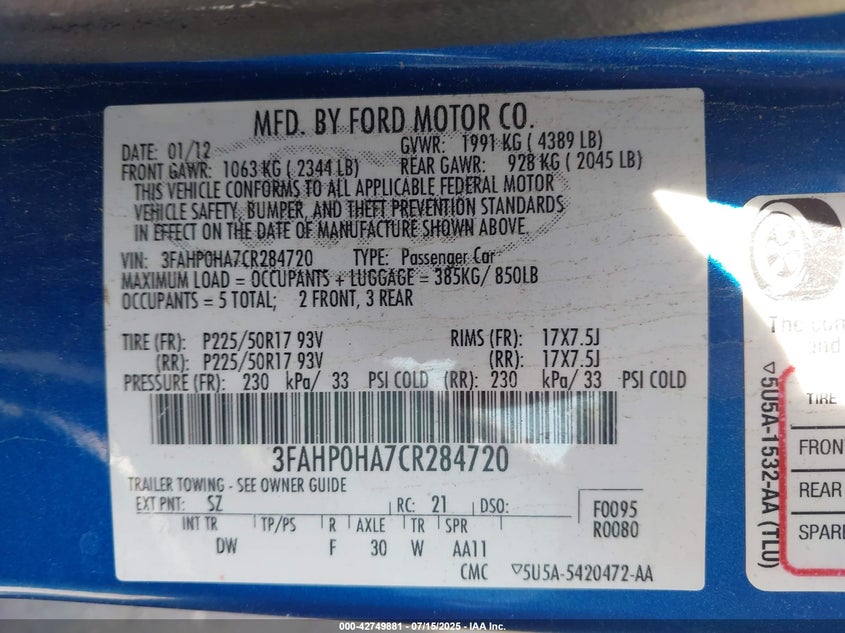 MFD. BY FORD MOTOR CO.
DATE: 01/12 GVWR: 1991 KG ( 4389 LB)
FRONT GAWR: 1063 KG ( 2344 LB) REAR GAWR: 928 KG ( 2045 LB)
THIS VEHICLE CONFORMS TO ALL APPLICABLE FEDERAL MOTOR
VEHICLE SAFETY, BUMPER, AND THEFT PREVENTION STANDARDS
IN EFFECT ON THE DATE OF MANUFACTURE SHOWN ABOVE.
VIN: 3FAHP0HA7CR284720 TYPE: Passenger Car
MAXIMUM LOAD = OCCUPANTS + LUGGAGE = 385KG/ 850LB
OCCUPANTS = 5 TOTAL; 2 FRONT, 3 REAR
TIRE (FR): P225/50R17 93V RIMS (FR): 17X7.5J
(RR): P225/50R17 93V (RR): 17X7.5J
PRESSURE (FR): 230 kPa/ 33 PSI COLD (RR): 230 kPa/ 33 PSI COLD
3FAHP0HA7CR284720
TRAILER TOWING - SEE OWNER GUIDE
EXT PNT: SZ RC: 21 DSO: F0095
R0080
INT TR TP/PS R AXLE TR SPR
DW F 30 W AA11
CMC ▽5U5A-5420472-AA
The
and
▽5U5A-1532-AA (TLU)
TIRE
FRON
REAR
SPARE
000-42749881 - 07/15/2025 - IAA Inc.